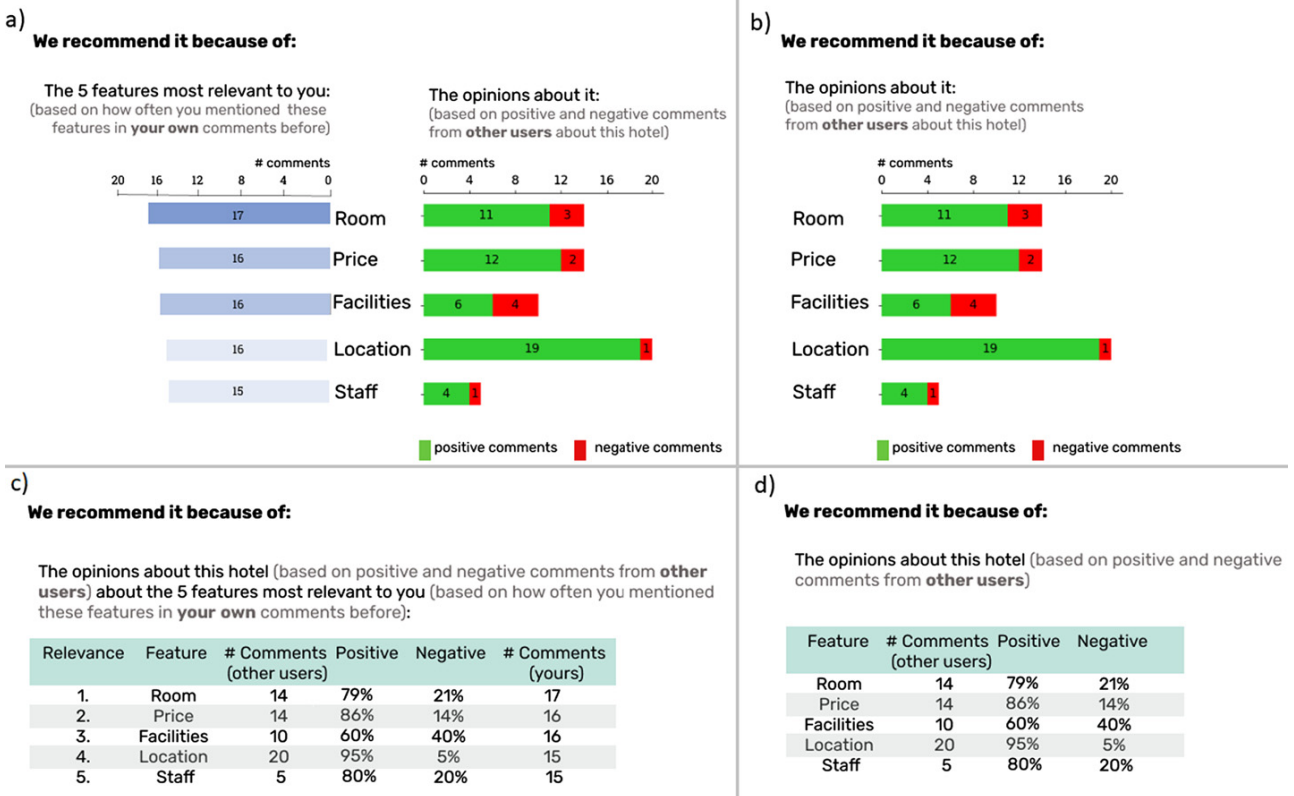 a)
We recommend it because of:
The 5 features most relevant to you:
(based on how often you mentioned these
features in your own comments before)
The opinions about it:
(based on positive and negative comments
from other users about this hotel)
# comments
20 16 12 8 4 0
# comments
0 4 8 12 16 20
17 Room 11 3
16 Price 12 2
16 Facilities 6 4
16 Location 19 1
15 Staff 4 1
positive comments negative comments
b)
We recommend it because of:
The opinions about it:
(based on positive and negative comments
from other users about this hotel)
# comments
0 4 8 12 16 20
Room 11 3
Price 12 2
Facilities 6 4
Location 19 1
Staff 4 1
positive comments negative comments
c)
We recommend it because of:
The opinions about this hotel (based on positive and negative comments from other
users) about the 5 features most relevant to you (based on how often you mentioned
these features in your own comments before):
Relevance Feature # Comments Positive Negative # Comments
(other users) (yours)
1. Room 14 79% 21% 17
2. Price 14 86% 14% 16
3. Facilities 10 60% 40% 16
4. Location 20 95% 5% 15
5. Staff 5 80% 20% 15
d)
We recommend it because of:
The opinions about this hotel (based on positive and negative
comments from other users)
Feature # Comments Positive Negative
(other users)
Room 14 79% 21%
Price 14 86% 14%
Facilities 10 60% 40%
Location 20 95% 5%
Staff 5 80% 20%